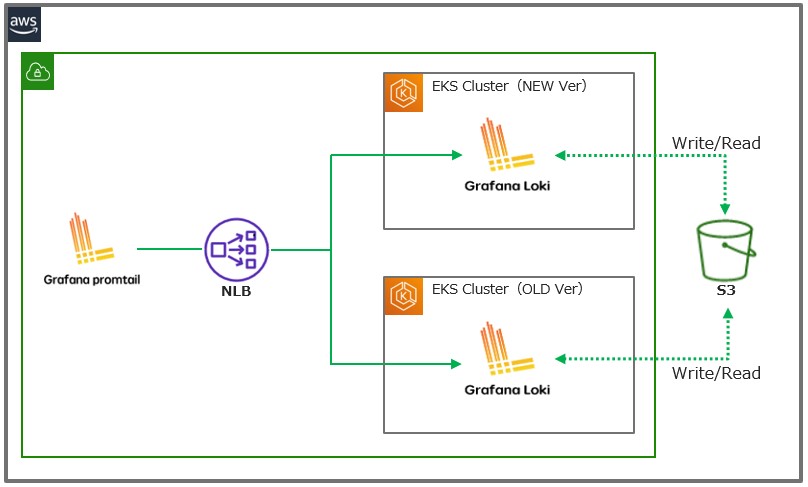 aws
EKS Cluster（NEW Ver）
Grafana Loki
Write/Read
Grafana promtail
NLB
S3
EKS Cluster（OLD Ver）
Grafana Loki
Write/Read